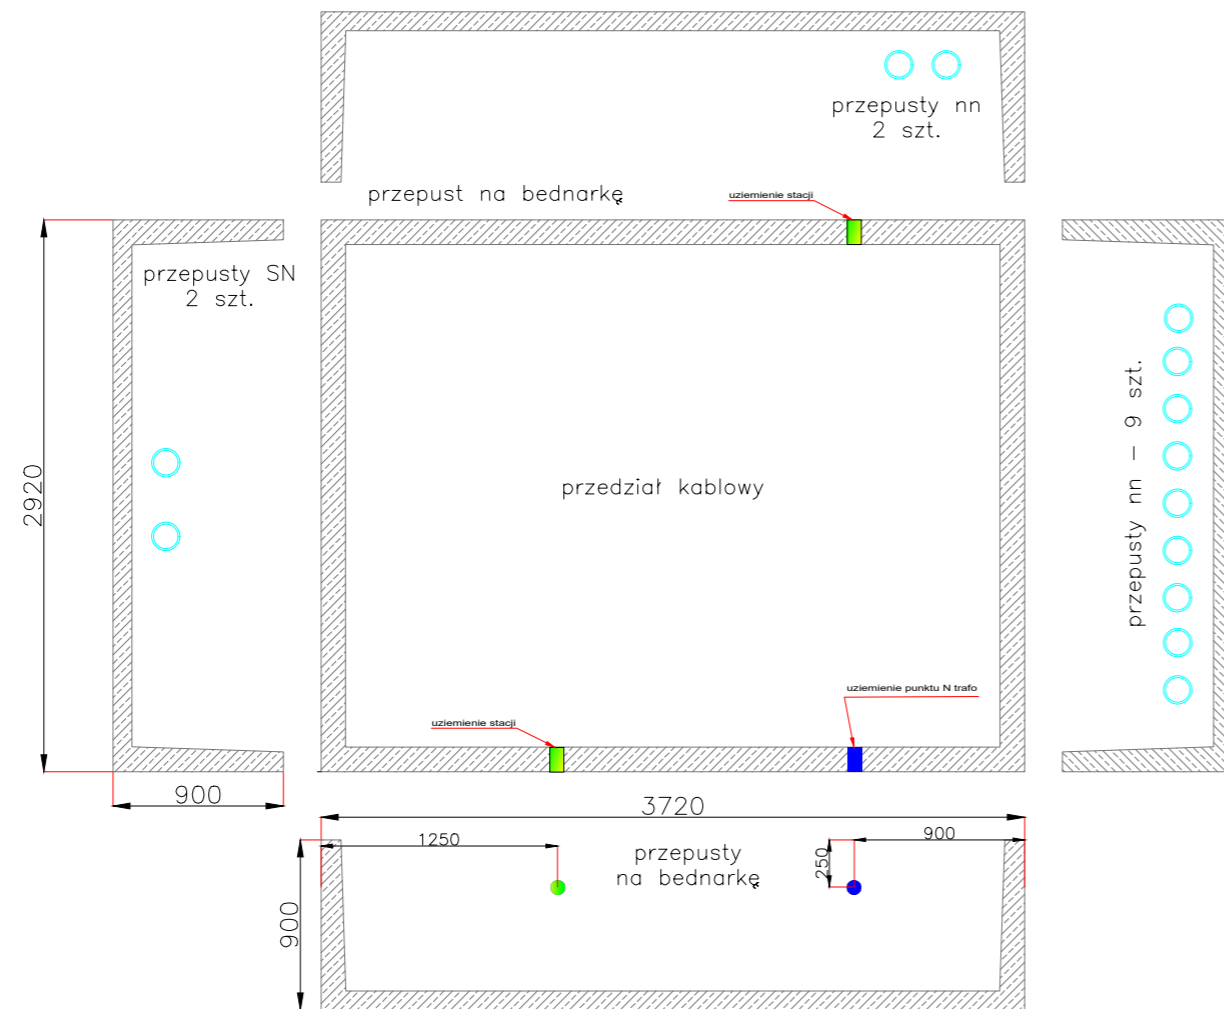 przepusty nn
2 szt.
przepust na bednarkę
uziemienie stacji
przepusty SN
2 szt.
przepusty nn – 9 szt.
2920
przedział kablowy
uziemienie punktu N trafo
uziemienie stacji
900
3720
1250
900
przepusty
na bednarkę
250
900